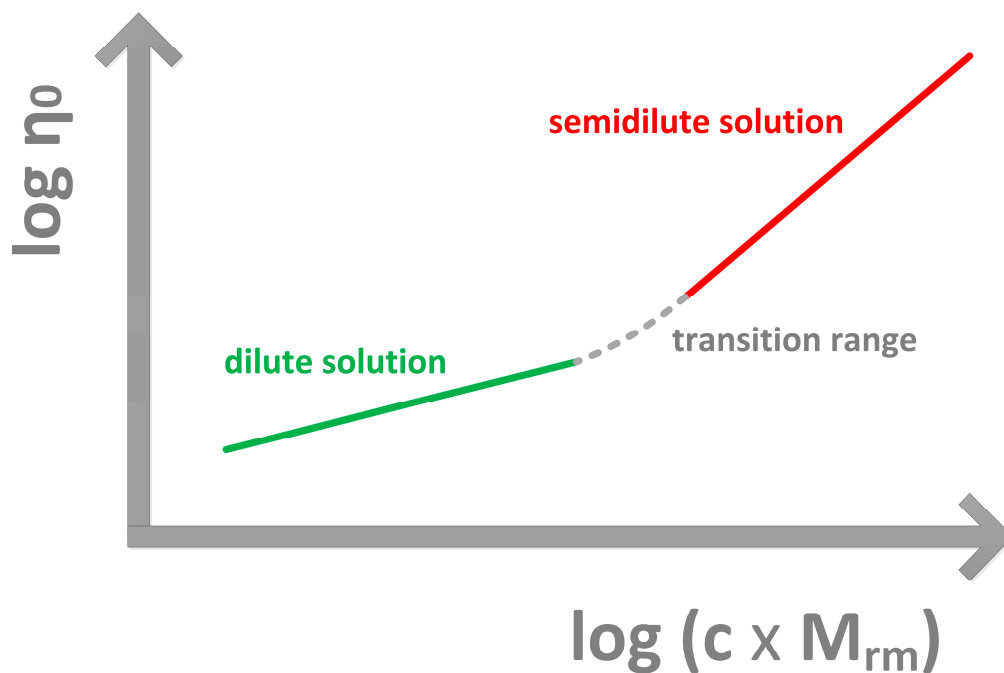 log η0
semidilute solution
transition range
dilute solution
log (c x Mrm)